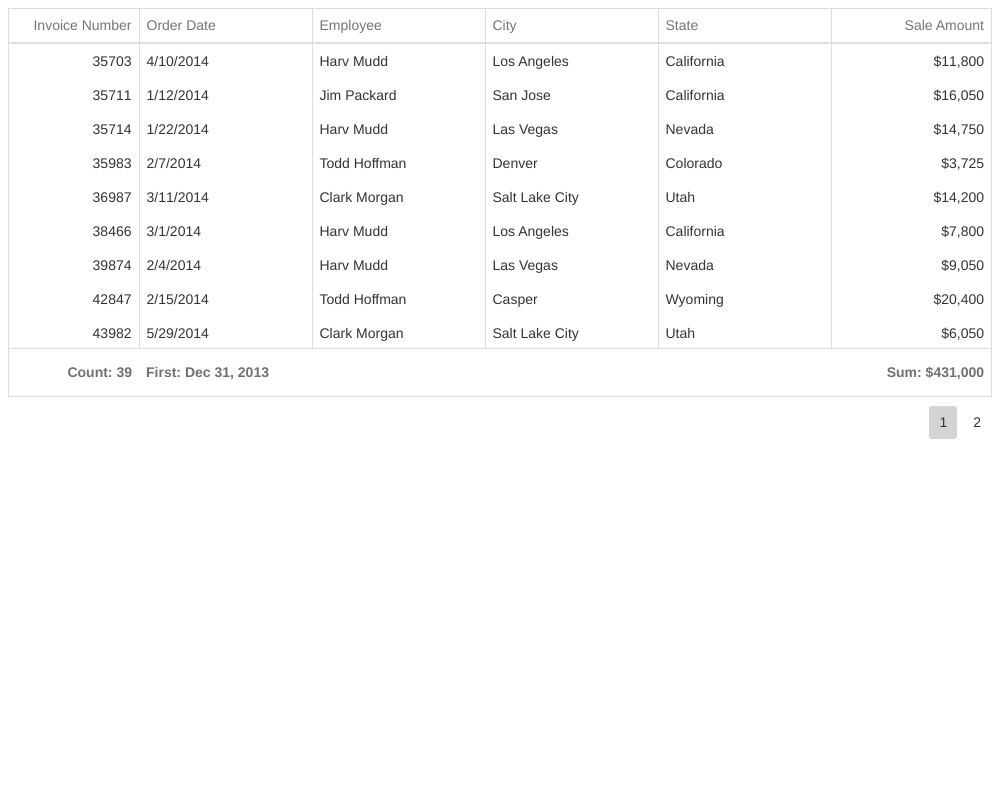 Invoice Number Order Date Employee City State Sale Amount
35703 4/10/2014 Harv Mudd Los Angeles California $11,800
35711 1/12/2014 Jim Packard San Jose California $16,050
35714 1/22/2014 Harv Mudd Las Vegas Nevada $14,750
35983 2/7/2014 Todd Hoffman Denver Colorado $3,725
36987 3/11/2014 Clark Morgan Salt Lake City Utah $14,200
38466 3/1/2014 Harv Mudd Los Angeles California $7,800
39874 2/4/2014 Harv Mudd Las Vegas Nevada $9,050
42847 2/15/2014 Todd Hoffman Casper Wyoming $20,400
43982 5/29/2014 Clark Morgan Salt Lake City Utah $6,050
Count: 39 First: Dec 31, 2013 Sum: $431,000
1 2